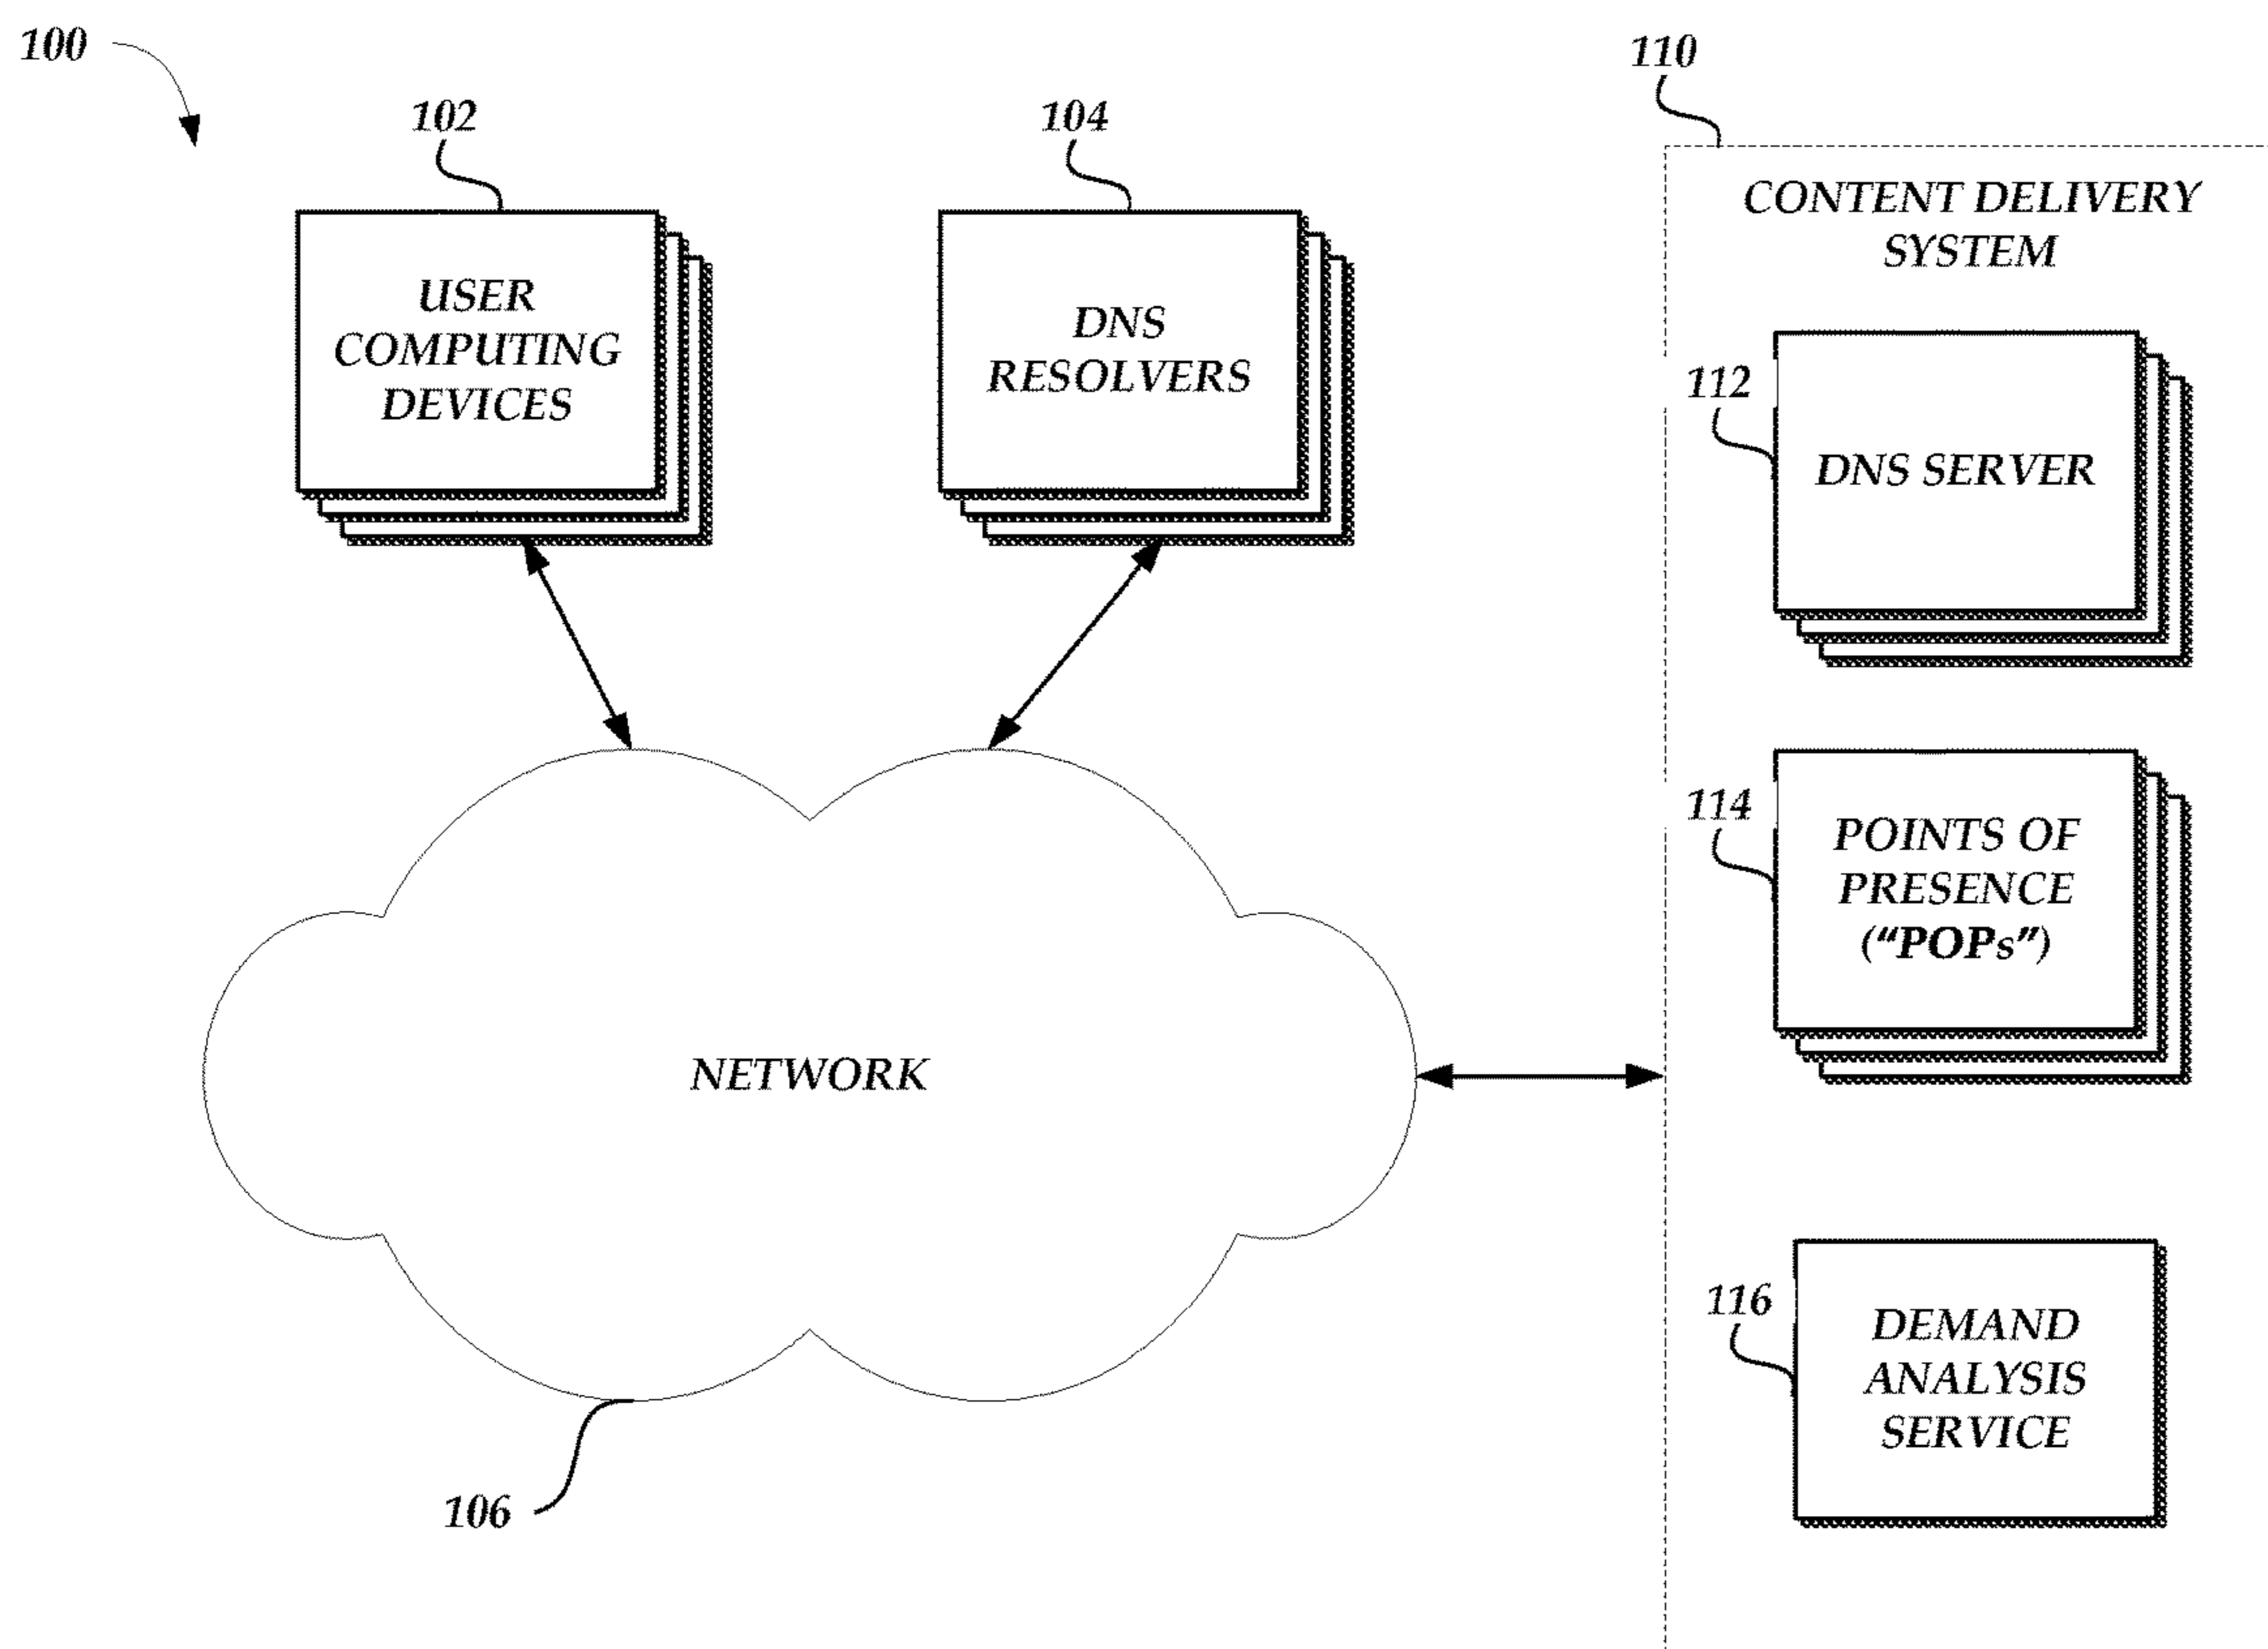 100
110
102
104
CONTENT DELIVERY
SYSTEM
USER
COMPUTING
DEVICES
DNS
RESOLVERS
112
DNS SERVER
114
POINTS OF
PRESENCE
(“POPs”)
NETWORK
116
DEMAND
ANALYSIS
SERVICE
106